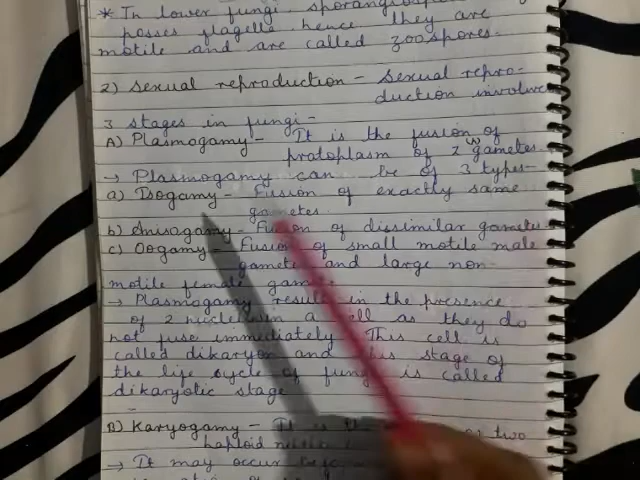 * In lower fungi, sporangiospores
posses flagella hence they are
motile and are called zoospores.
2) Sexual reproduction - Sexual repro-
duction involve
3 stages in fungi -
A) Plasmogamy - It is the fusion of
protoplasm of 2 gametes
→ Plasmogamy can be of 3 types -
a) Isogamy - Fusion of exactly same
gametes.
b) Anisogamy - Fusion of dissimilar gamete
c) Oogamy - Fusion of small motile male
gamete and large non-
motile female
→ Plasmogamy result in the presence
of 2 nuclei in a cell as they do
not fuse immediately. This cell is
called dikaryon and this stage of
the life cycle of fungi is called
dikaryotic stage
B) Karyogamy - It is the two
haploid
→ It may occur